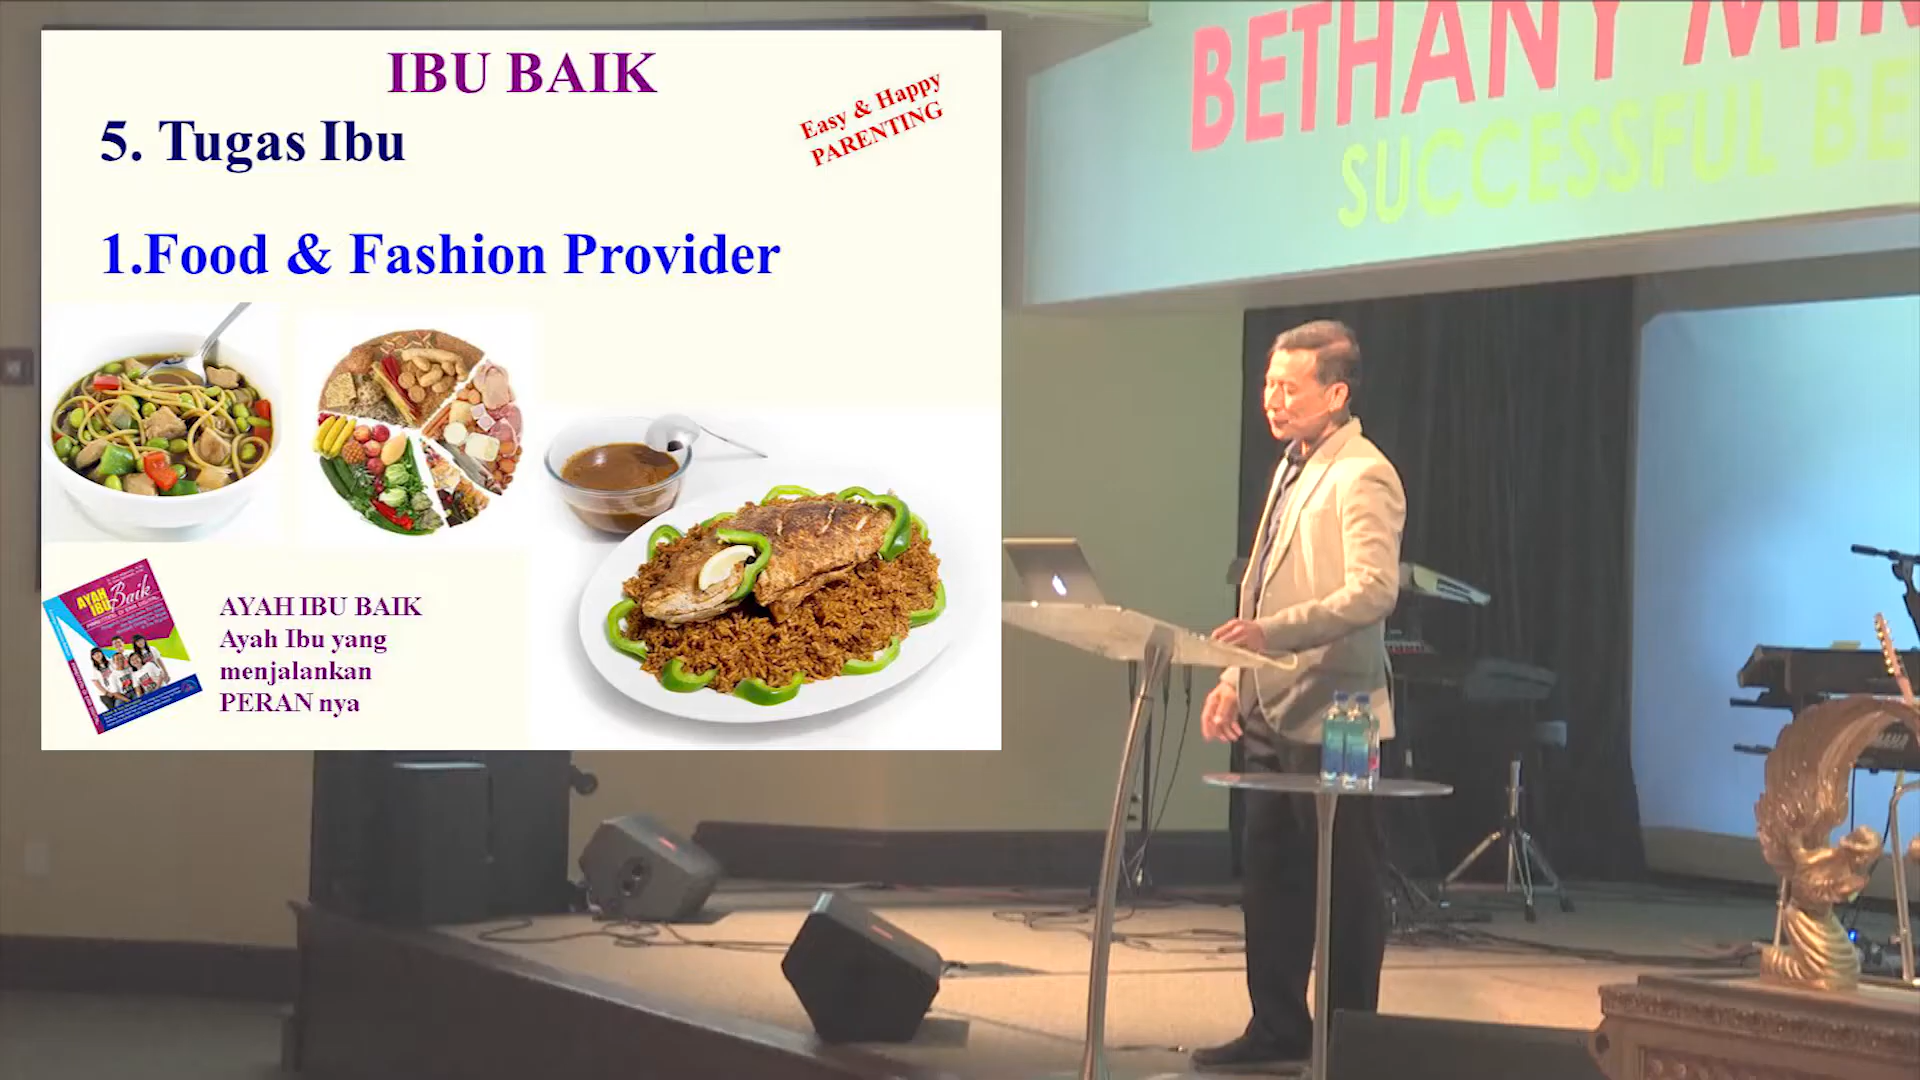 IBU BAIK
Easy & Happy
PARENTING
5. Tugas Ibu
1.Food & Fashion Provider
AYAH
IBU Baik
AYAH IBU BAIK
Ayah Ibu yang
menjalankan
PERAN nya
BETHANY
SUCCESSFUL
YAMAHA